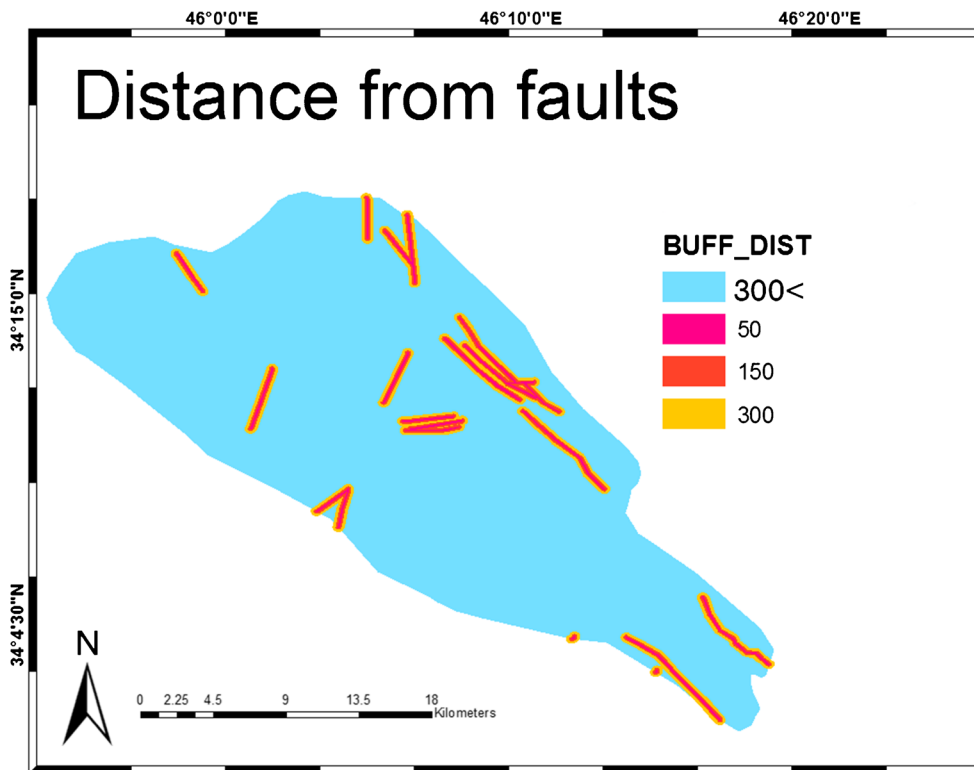 46°0'0"E 46°10'0"E 46°20'0"E
Distance from faults
BUFF_DIST
300<
50
150
300
34°15'0"N
34°4'30"N
N
0 2.25 4.5 9 13.5 18
Kilometers